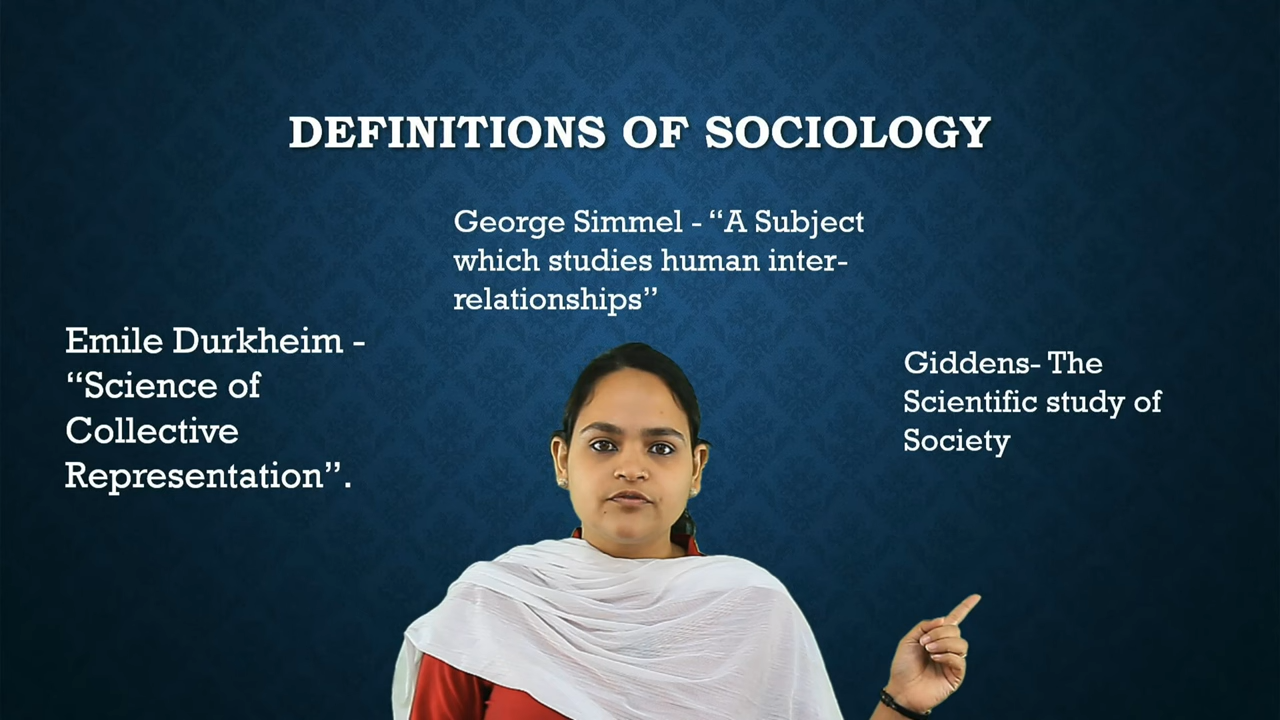 DEFINITIONS OF SOCIOLOGY
George Simmel - “A Subject
which studies human inter-
relationships”
Emile Durkheim -
“Science of
Collective
Representation”.
Giddens- The
Scientific study of
Society